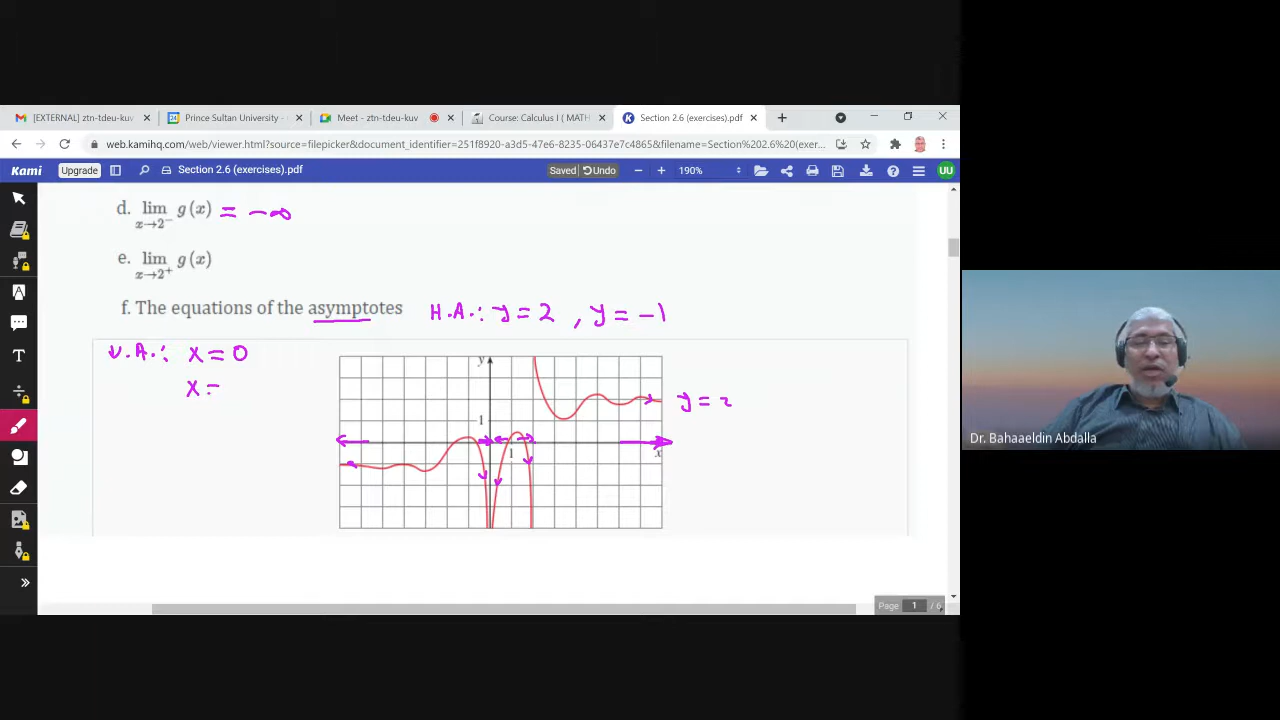 [EXTERNAL] ztn-tdeu-kuv
Prince Sultan University -
Meet - ztn-tdeu-kuv
Course: Calculus I ( MATH
Section 2.6 (exercises).pdf
web.kamihq.com/web/viewer.html?source=filepicker&document_identifier=251f8920-a3d5-47e6-8235-06437e7c4865&filename=Section%202.6%20(exer...
Kami
Upgrade
Section 2.6 (exercises).pdf
Saved
Undo
190%
UU
d. lim x→2⁻ g(x) = -∞
e. lim x→2⁺ g(x)
f. The equations of the asymptotes H.A.: y = 2 , y = -1
V.A.: x = 0
x =
y
1
y = 2
1
x
Dr. Bahaaeldin Abdalla
Page 1 / 6